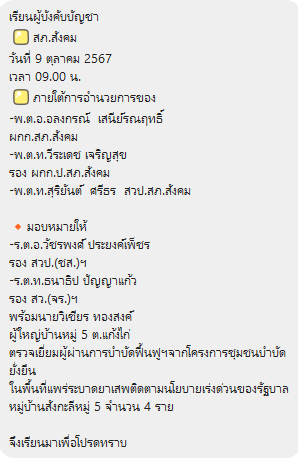 เรียนผู้บังคับบัญชา
🟡 สภ.สังคม
วันที่ 9 ตุลาคม 2567
เวลา 09.00 น.
🟡 ภายใต้การอำนวยการของ
-พ.ต.อ.อลงกรณ์ เสนีย์รณฤทธิ์
ผกก.สภ.สังคม
-พ.ต.ท.วีระเดช เจริญสุข
รอง ผกก.ป.สภ.สังคม
-พ.ต.ท.สุริยันต์ ศรีธร สวป.สภ.สังคม
🔸มอบหมายให้
-ร.ต.อ.วัชรพงศ์ ประยงค์เพ็ชร
รอง สวป.(ชส.)ฯ
-ร.ต.ท.ธนาธิป ปัญญาแก้ว
รอง สว.(จร.)ฯ
พร้อมนายวิเชียร ทองสงค์
ผู้ใหญ่บ้านหมู่ 5 ต.แก้งไก่
ตรวจเยี่ยมผู้ผ่านการบำบัดฟื้นฟูฯจากโครงการชุมชนบำบัด
ยั่งยืน
ในพื้นที่แพร่ระบาดยาเสพติดตามนโยบายเร่งด่วนของรัฐบาล
หมู่บ้านสังกะลีหมู่ 5 จำนวน 4 ราย
จึงเรียนมาเพื่อโปรดทราบ